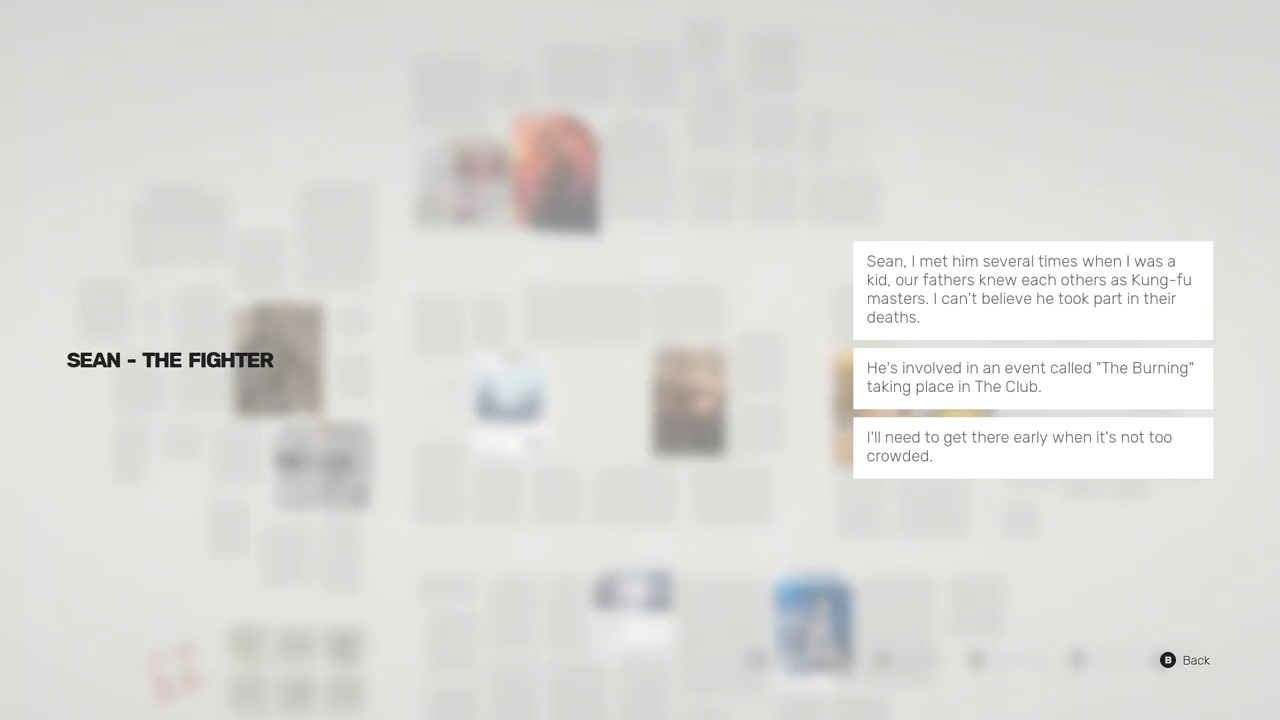 SEAN - THE FIGHTER
Sean, I met him several times when I was a
kid, our fathers knew each others as Kung-fu
masters. I can't believe he took part in their
deaths.
He's involved in an event called "The Burning"
taking place in The Club.
I'll need to get there early when it's not too
crowded.
B Back